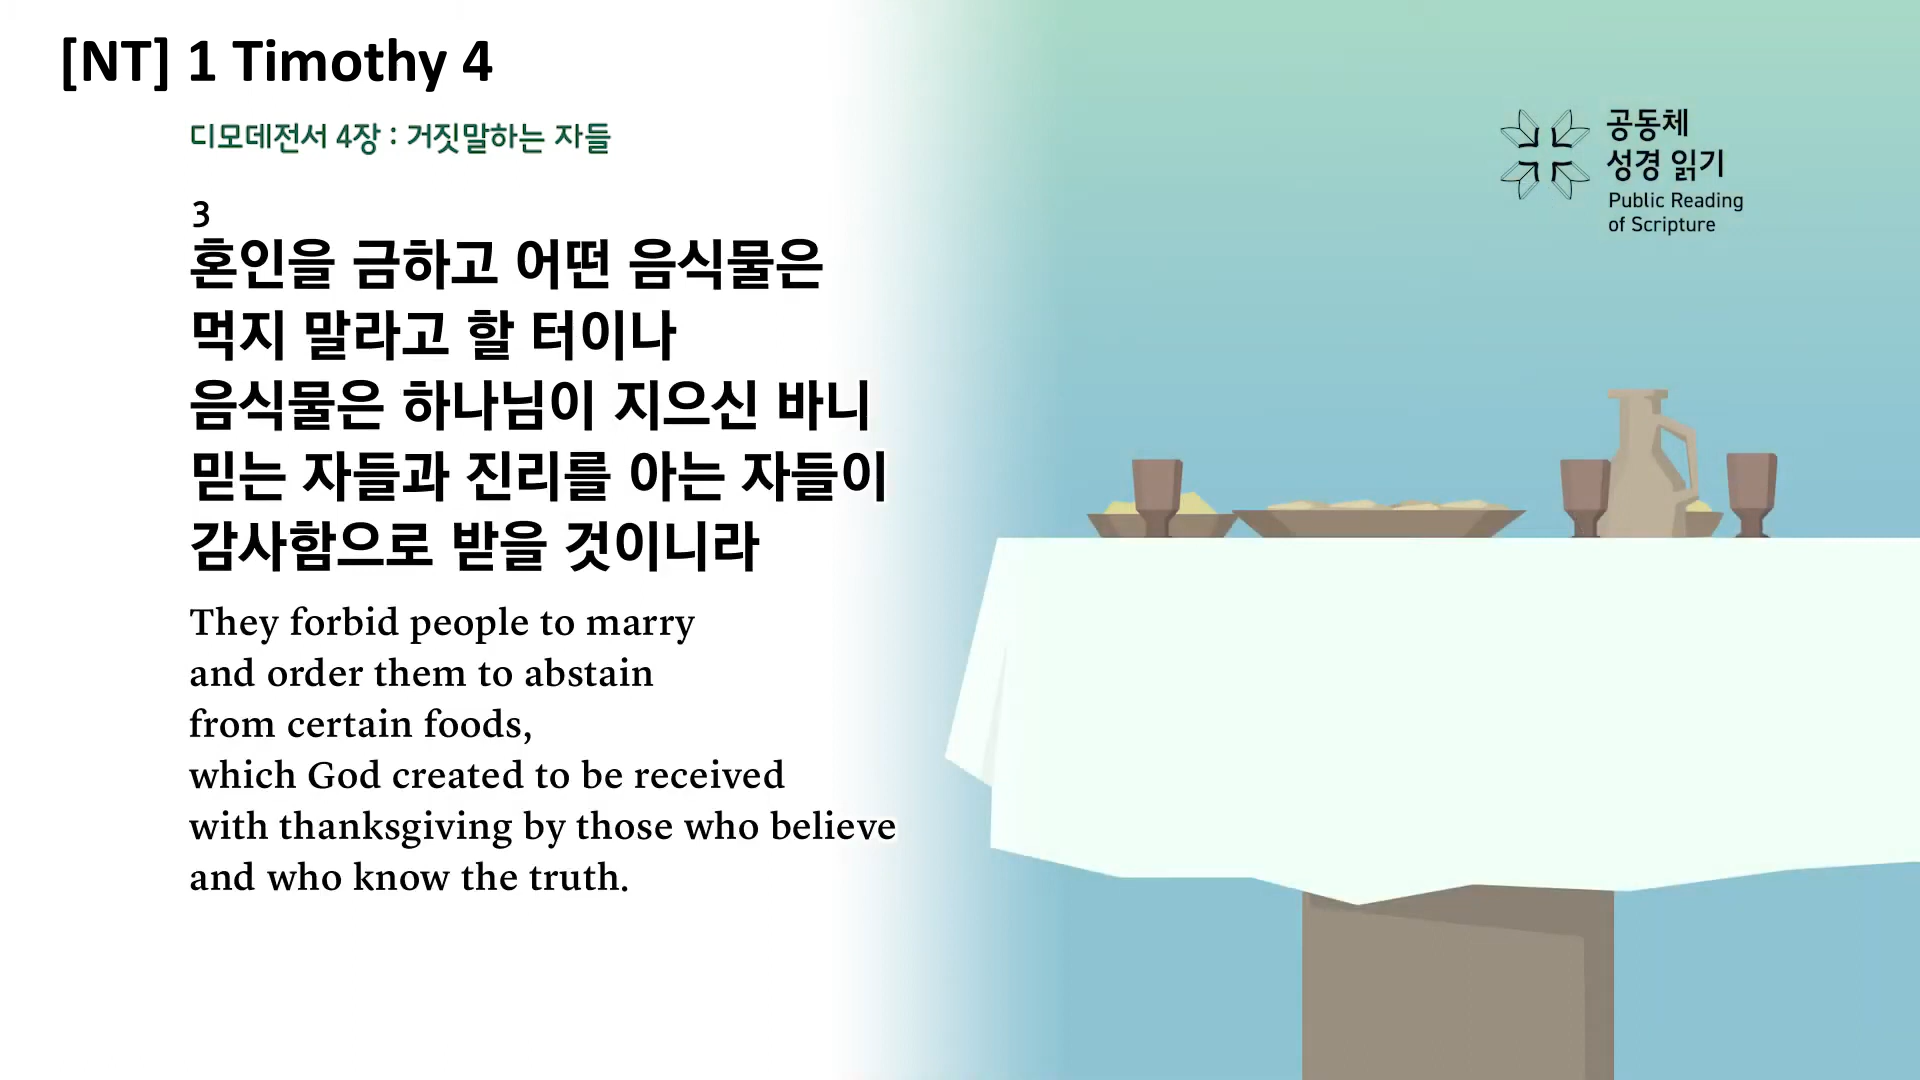 [NT] 1 Timothy 4
디모데전서 4장 : 거짓말하는 자들
3
혼인을 금하고 어떤 음식물은
먹지 말라고 할 터이나
음식물은 하나님이 지으신 바니
믿는 자들과 진리를 아는 자들이
감사함으로 받을 것이니라
They forbid people to marry
and order them to abstain
from certain foods,
which God created to be received
with thanksgiving by those who believe
and who know the truth.
공동체
성경 읽기
Public Reading
of Scripture